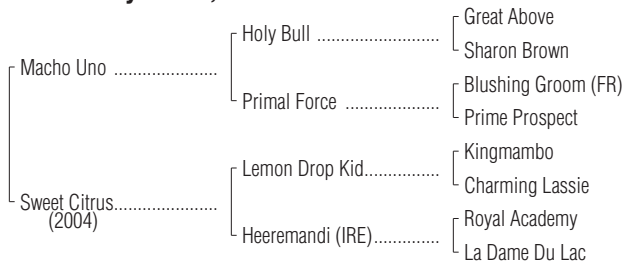 Great Above
Holy Bull ....................
Sharon Brown
Macho Uno ....................
Blushing Groom (FR)
Primal Force ..................
Prime Prospect
Kingmambo
Lemon Drop Kid...............
Charming Lassie
Sweet Citrus....................
(2004)
Royal Academy
Heeremandi (IRE).............
La Dame Du Lac